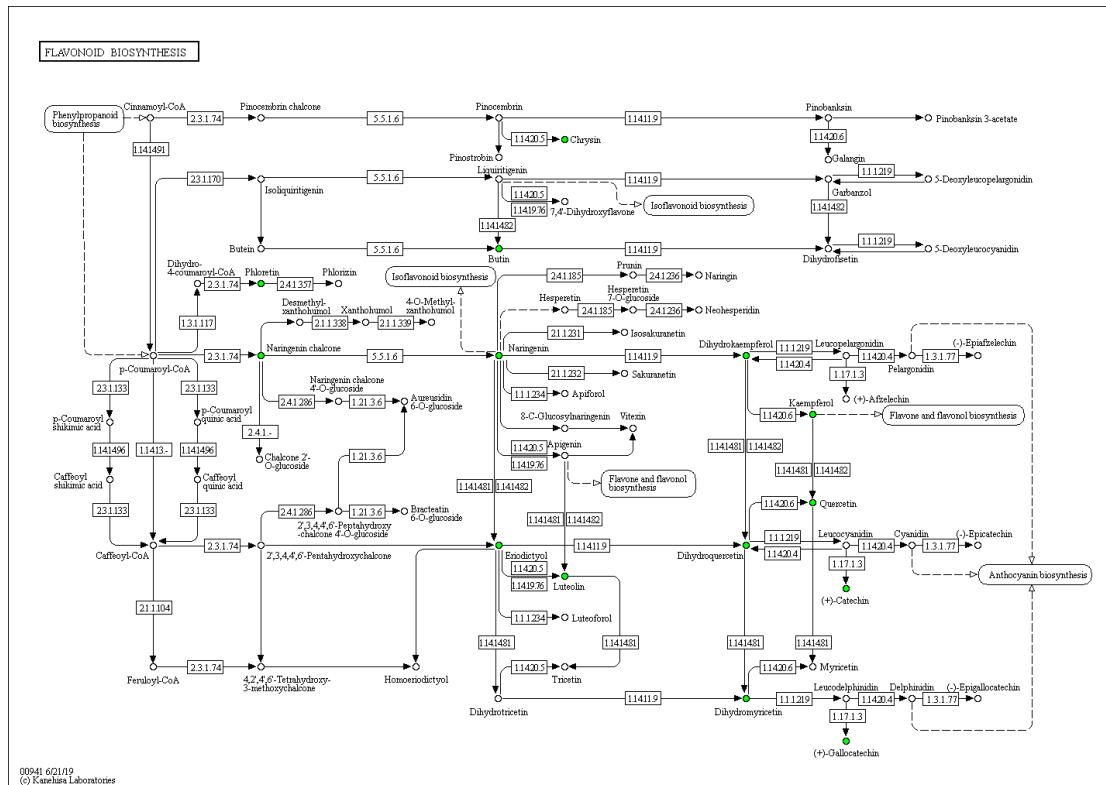 FLAVONOID BIOSYNTHESIS
Phenylpropanoid
biosynthesis
Cinnamoyl-CoA
2.3.1.74
Pinocembrin chalcone
5.5.1.6
Pinocembrin
1.14.11.9
Pinobanksin
Pinobanksin 3-acetate
1.14.20.5
Chrysin
1.14.20.6
Galangin
1.14.14.91
Pinostrobin
2.3.1.170
Isoliquiritigenin
5.5.1.6
Liquiritigenin
1.14.11.9
Garbanzol
1.1.1.219
5-Deoxyleucopelargonidin
1.14.20.5
1.14.19.76
7,4'-Dihydroxyflavone
Isoflavonoid biosynthesis
1.14.14.82
1.14.14.82
Butein
5.5.1.6
Butin
1.14.11.9
Dihydrofisetin
1.1.1.219
5-Deoxyleucocyanidin
Dihydro-
4-coumaroyl-CoA
2.3.1.74
Phloretin
2.4.1.357
Phlorizin
Isoflavonoid biosynthesis
2.4.1.185
Prunin
2.4.1.236
Naringin
Hesperetin
2.4.1.185
Hesperetin
7-O-glucoside
2.4.1.236
Neohesperidin
1.3.1.117
Desmethyl-
xanthohumol
2.1.1.338
Xanthohumol
2.1.1.339
4-O-Methyl-
xanthohumol
2.1.1.231
Isosakuranetin
p-Coumaroyl-CoA
2.3.1.74
Naringenin chalcone
5.5.1.6
Naringenin
1.14.11.9
Dihydrokaempferol
1.1.1.219
1.14.20.4
Leucopelargonidin
1.14.20.4
Pelargonidin
1.3.1.77
(-)-Epiafzelechin
2.1.1.232
Sakuranetin
1.1.1.234
Apiforol
1.17.1.3
(+)-Afzelechin
2.3.1.133
2.3.1.133
p-Coumaroyl
shikimic acid
p-Coumaroyl
quinic acid
2.4.1.286
Naringenin chalcone
4'-O-glucoside
1.21.3.6
Aureusidin
6-O-glucoside
2.4.1.-
Chalcone 2'-
O-glucoside
8-C-Glucosylnaringenin
Vitexin
1.14.20.6
Kaempferol
Flavone and flavonol biosynthesis
1.14.14.96
1.14.13.-
1.14.14.96
1.21.3.6
1.14.20.5
1.14.19.76
Apigenin
Flavone and flavonol
biosynthesis
1.14.14.81
1.14.14.82
1.14.14.81
1.14.14.82
Caffeoyl
shikimic acid
Caffeoyl
quinic acid
1.14.14.81
1.14.14.82
1.14.20.6
Quercetin
2.3.1.133
2.3.1.133
2.4.1.286
2',3,4,4',6'-Peptahydroxy
-chalcone 4'-O-glucoside
1.21.3.6
Bracteatin
6-O-glucoside
1.14.14.81
1.14.14.82
Caffeoyl-CoA
2.3.1.74
2',3,4,4',6'-Pentahydroxychalcone
Eriodictyol
1.14.11.9
Dihydroquercetin
1.1.1.219
1.14.20.4
Leucocyanidin
1.14.20.4
Cyanidin
1.3.1.77
(-)-Epicatechin
1.14.20.5
1.14.19.76
Luteolin
1.17.1.3
(+)-Catechin
Anthocyanin biosynthesis
2.1.1.104
1.1.1.234
Luteoforol
1.14.14.81
1.14.14.81
1.14.14.81
1.14.14.81
Feruloyl-CoA
2.3.1.74
4,2',4',6'-Tetrahydroxy-
3-methoxychalcone
Homoeriodictyol
1.14.20.5
Tricetin
1.14.20.6
Myricetin
Dihydrotricetin
1.14.11.9
Dihydromyricetin
1.1.1.219
Leucodelphinidin
1.14.20.4
Delphinidin
1.3.1.77
(-)-Epigallocatechin
1.17.1.3
(+)-Gallocatechin
00941 6/21/19
(c) Kanehisa Laboratories